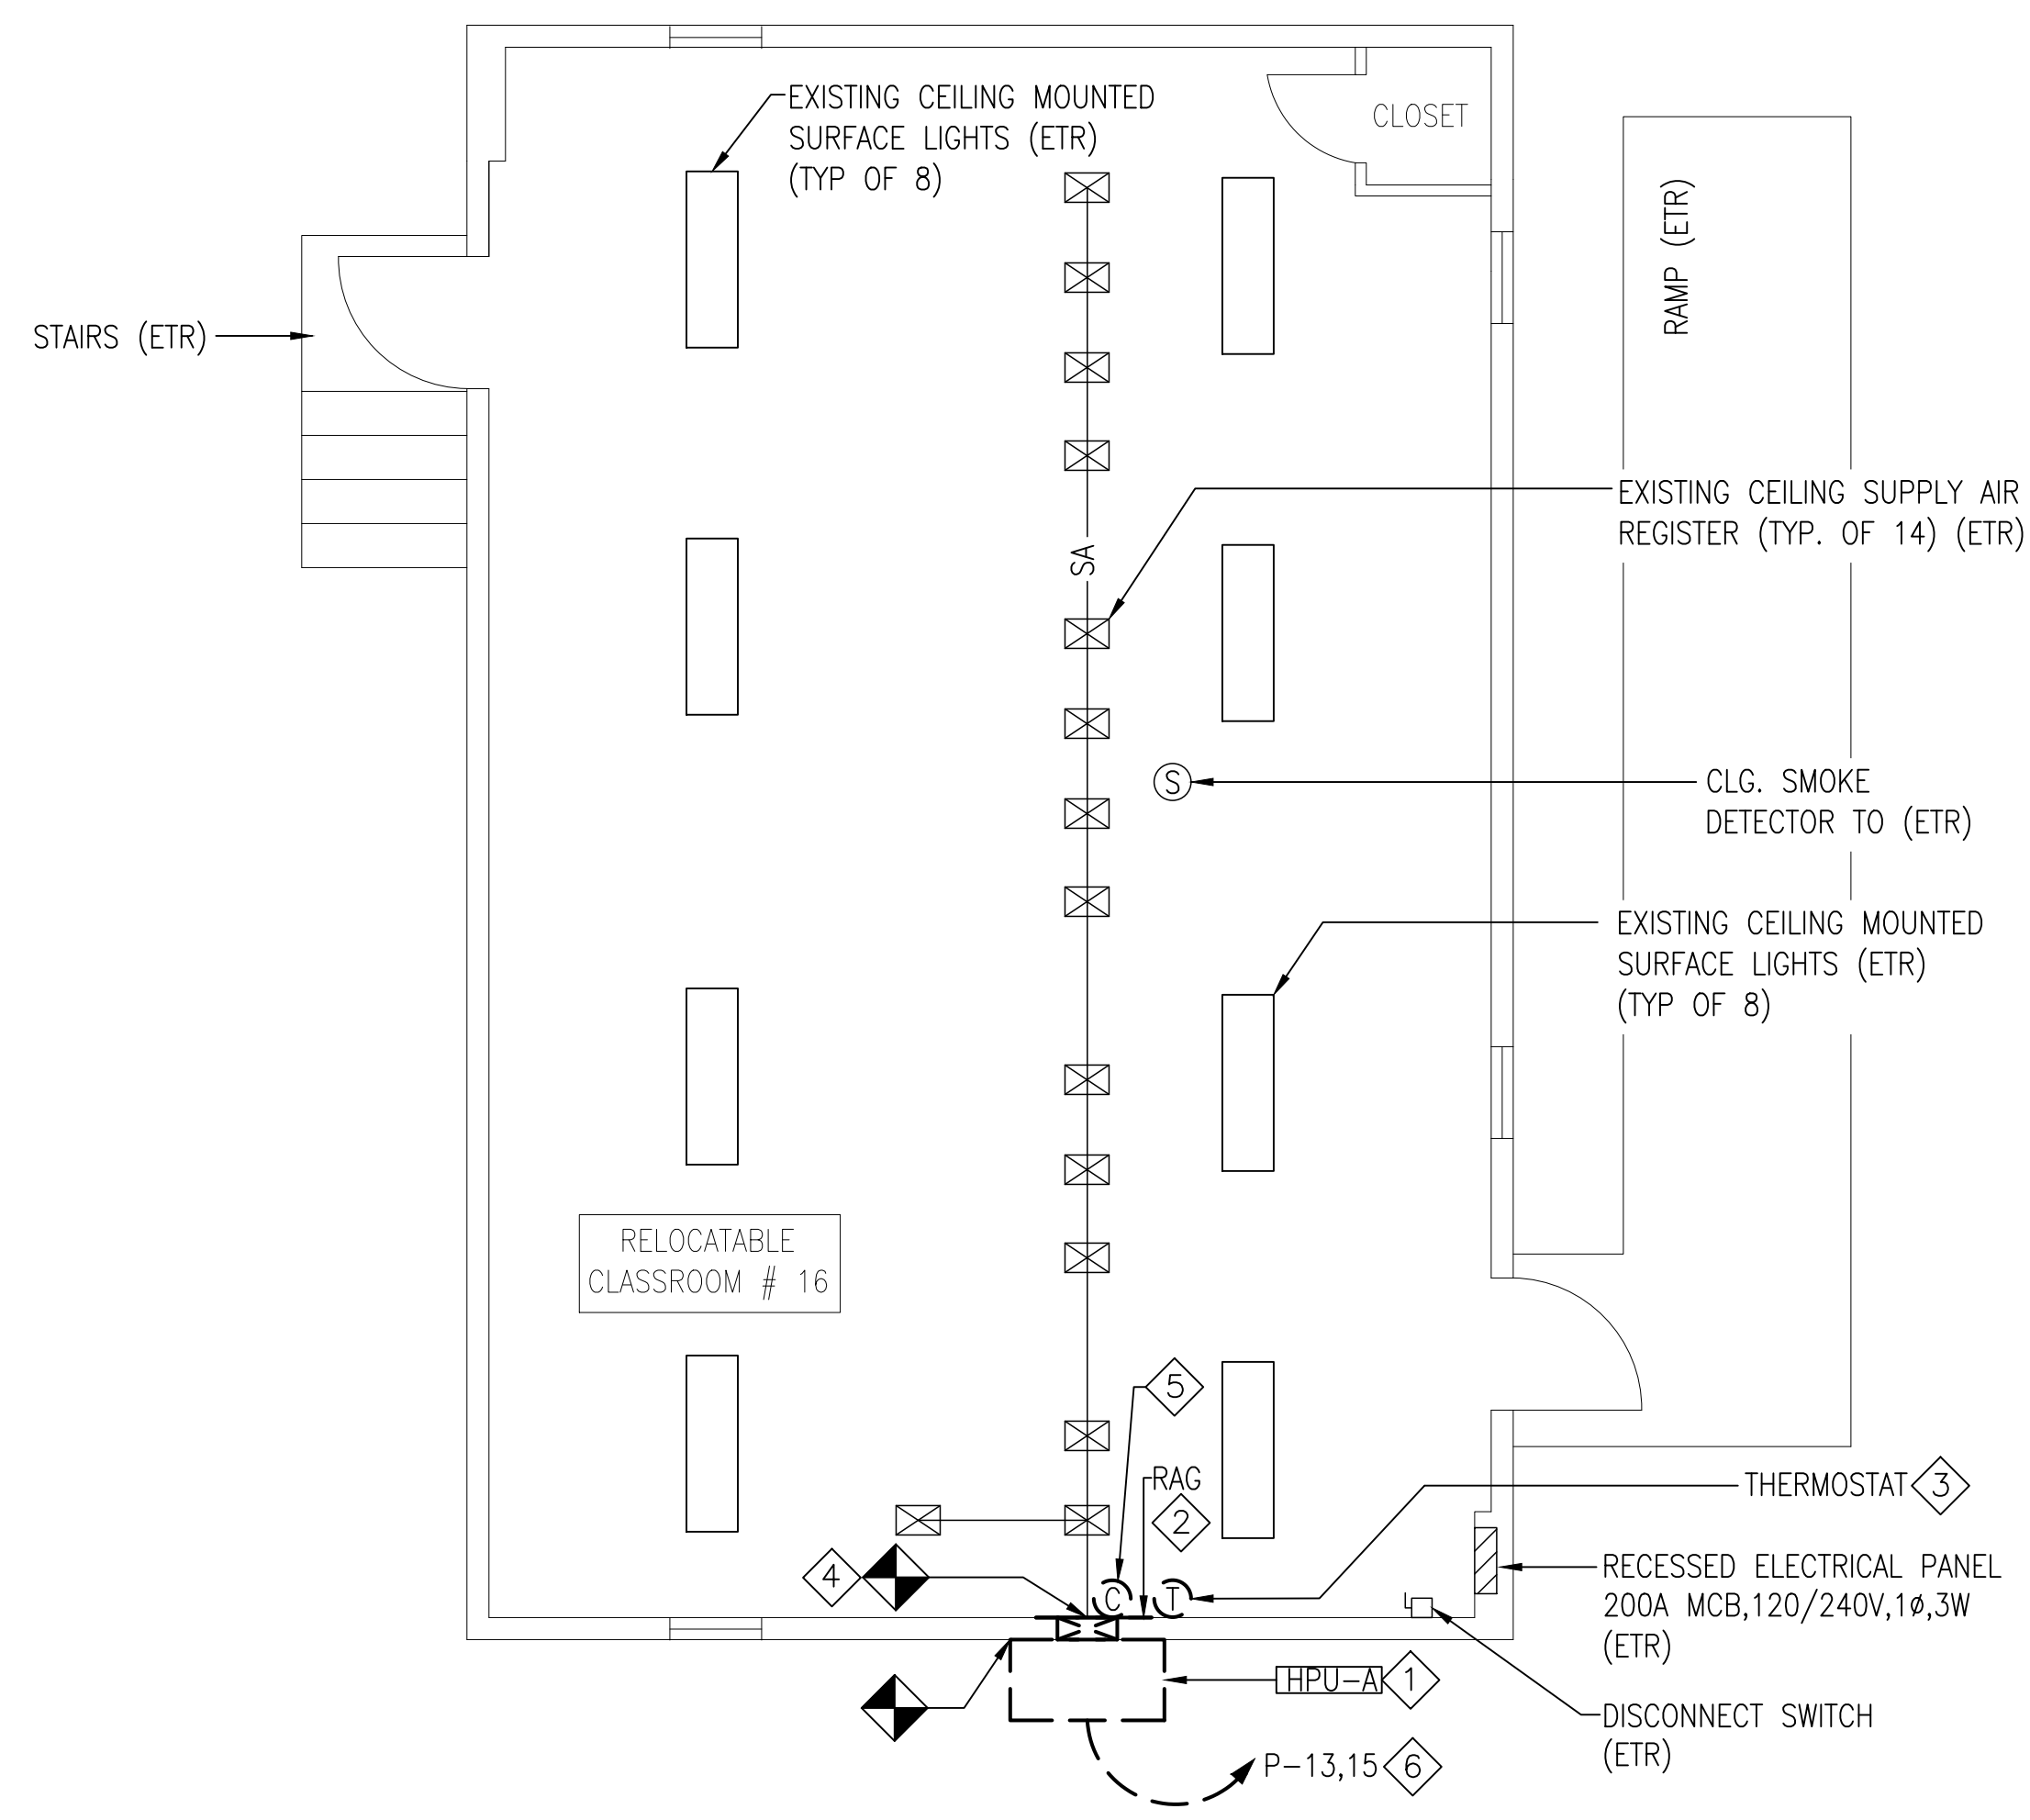 EXISTING CEILING MOUNTED
SURFACE LIGHTS (ETR)
(TYP OF 8)
CLOSET
RAMP (ETR)
STAIRS (ETR)
EXISTING CEILING SUPPLY AIR
REGISTER (TYP. OF 14) (ETR)
SA
S
CLG. SMOKE
DETECTOR TO (ETR)
EXISTING CEILING MOUNTED
SURFACE LIGHTS (ETR)
(TYP OF 8)
RELOCATABLE
CLASSROOM # 16
5
RAG
2
THERMOSTAT 3
4
C
T
RECESSED ELECTRICAL PANEL
200A MCB,120/240V,1ø,3W
(ETR)
HPU-A 1
DISCONNECT SWITCH
(ETR)
P-13,15 6